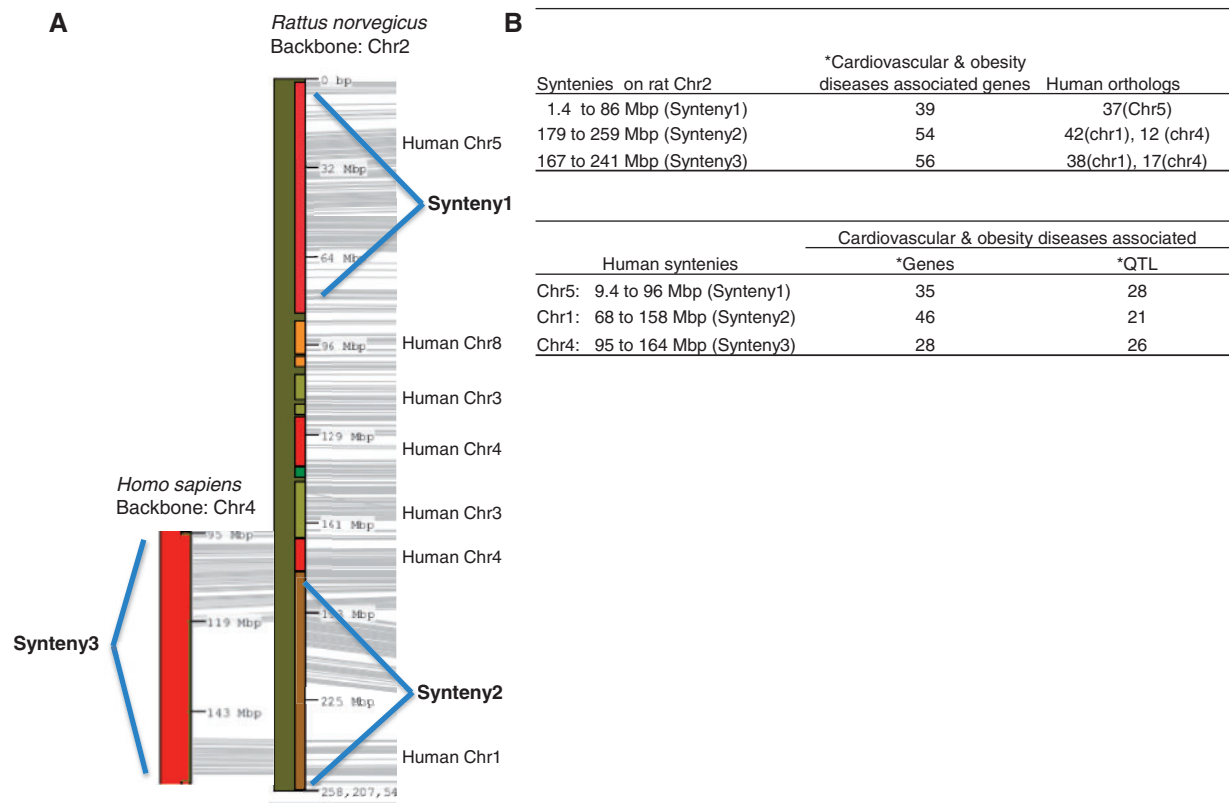 A
Rattus norvegicus
Backbone: Chr2
0 bp
Human Chr5
32 Mbp
Synteny1
64 Mbp
Human Chr8
96 Mbp
Human Chr3
129 Mbp
Human Chr4
Homo sapiens
Backbone: Chr4
Human Chr3
161 Mbp
95 Mbp
Human Chr4
119 Mbp
Mbp
Synteny3
Synteny2
225 Mbp
143 Mbp
Human Chr1
258,207,54
B
Syntenies on rat Chr2 *Cardiovascular & obesity diseases associated genes Human orthologs
1.4 to 86 Mbp (Synteny1) 39 37(Chr5)
179 to 259 Mbp (Synteny2) 54 42(chr1), 12 (chr4)
167 to 241 Mbp (Synteny3) 56 38(chr1), 17(chr4)
Cardiovascular & obesity diseases associated
Human syntenies *Genes *QTL
Chr5: 9.4 to 96 Mbp (Synteny1) 35 28
Chr1: 68 to 158 Mbp (Synteny2) 46 21
Chr4: 95 to 164 Mbp (Synteny3) 28 26